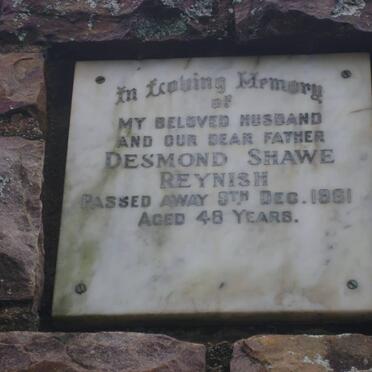 In Loving Memory
OF
MY BELOVED HUSBAND
AND OUR DEAR FATHER
DESMOND SHAWE
REYNISH
PASSED AWAY 9TH DEC. 1961
AGED 48 YEARS.